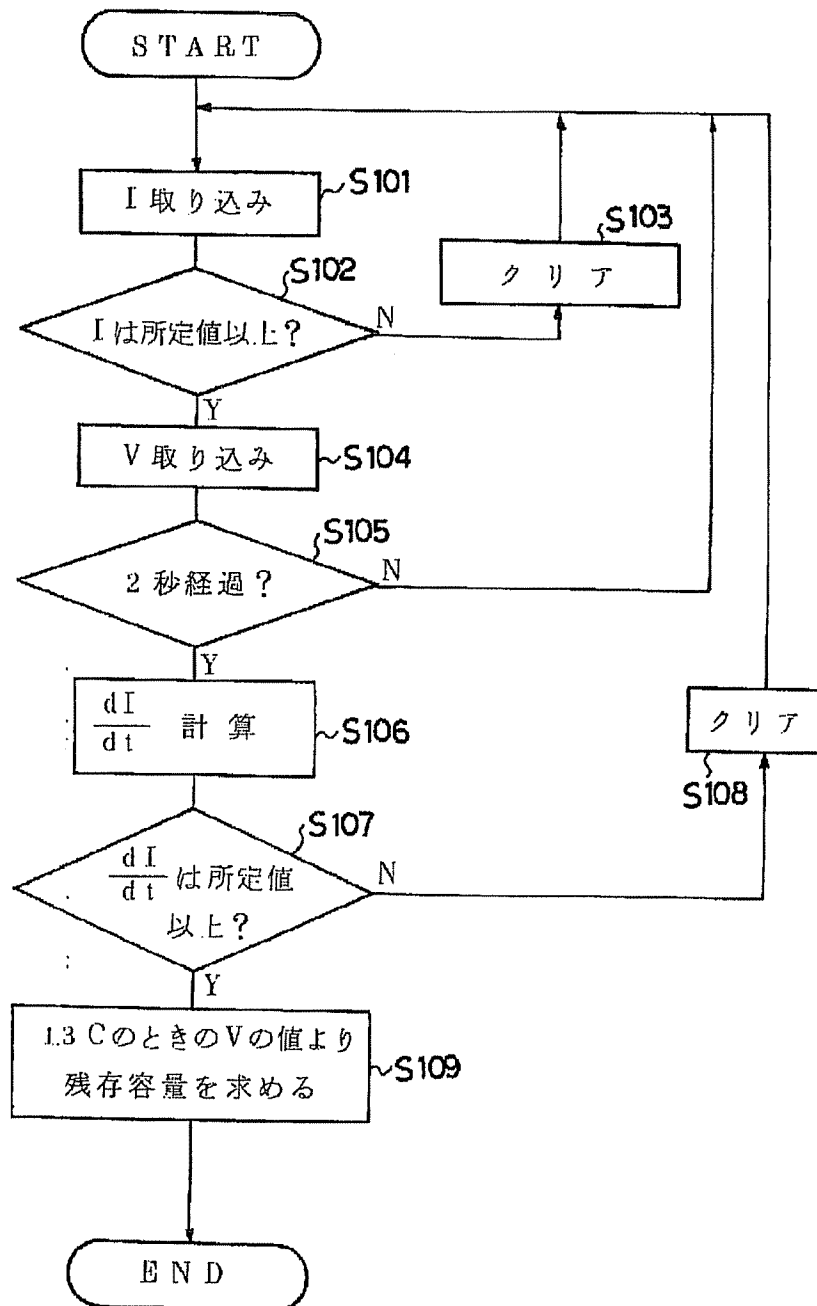 START
I取り込み
S101
S102
Iは所定値以上?
N
S103
クリア
Y
V取り込み
S104
S105
2秒経過?
N
Y
dI
dt
計算
S106
クリア
S108
S107
dI
dt
は所定値
以上?
N
Y
1.3CのときのVの値より
残存容量を求める
S109
END